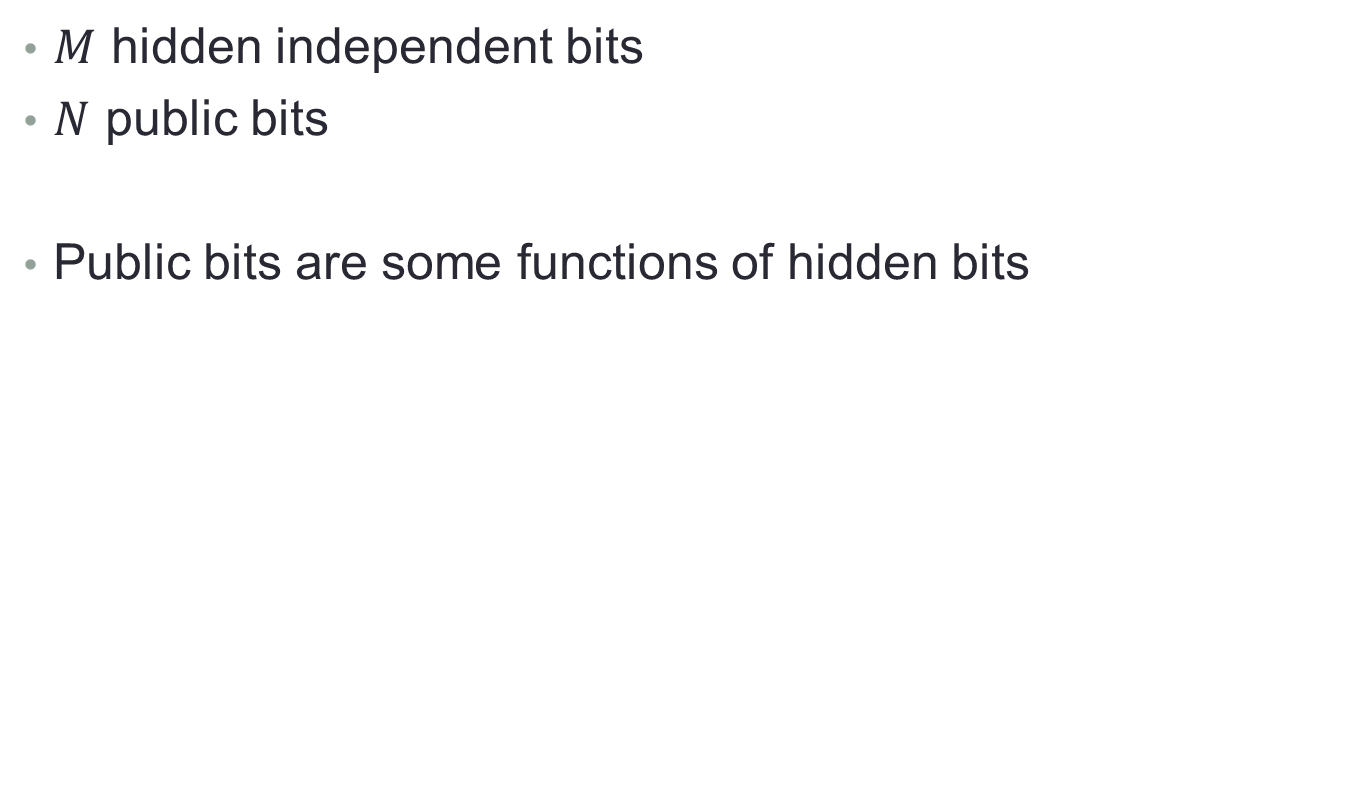 • M hidden independent bits
• N public bits
• Public bits are some functions of hidden bits